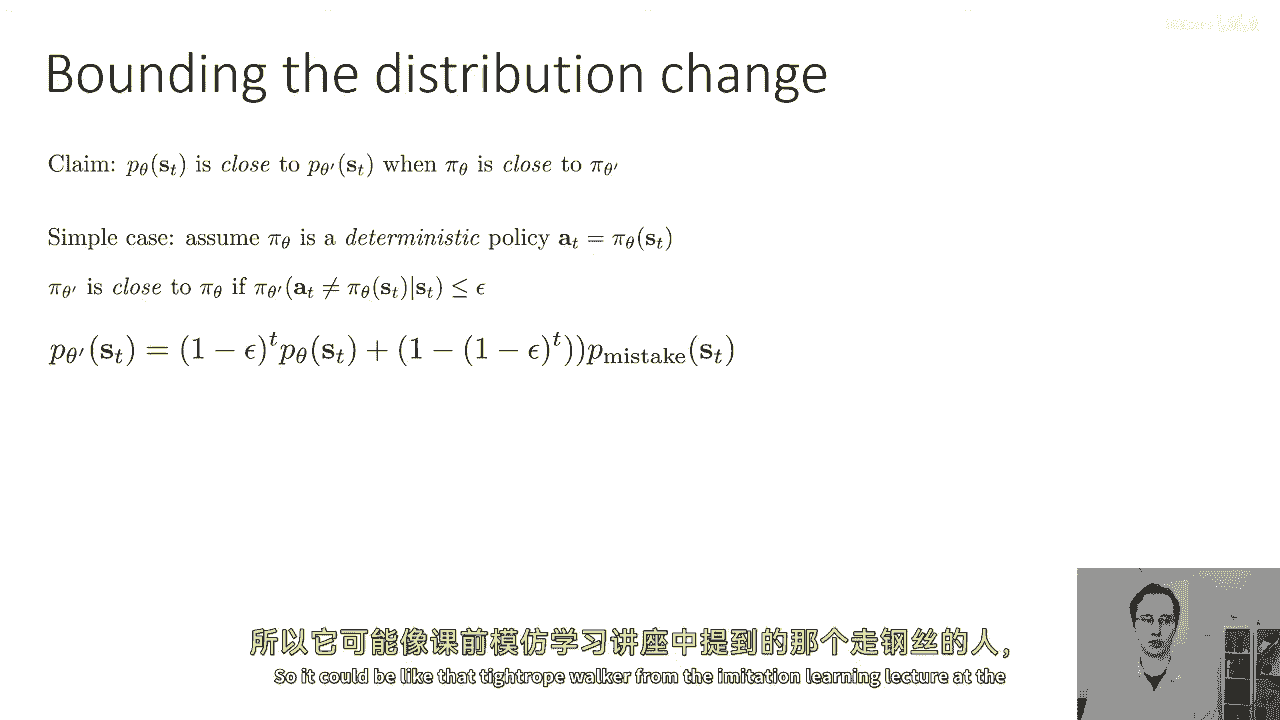 Bounding the distribution change
Claim: $p_\theta(\mathbf{s}_t)$ is close to $p_{\theta'}(\mathbf{s}_t)$ when $\pi_\theta$ is close to $\pi_{\theta'}$
Simple case: assume $\pi_\theta$ is a deterministic policy $\mathbf{a}_t = \pi_\theta(\mathbf{s}_t)$
$\pi_{\theta'}$ is close to $\pi_\theta$ if $\pi_{\theta'}(\mathbf{a}_t \neq \pi_\theta(\mathbf{s}_t)|\mathbf{s}_t) \leq \epsilon$
$p_{\theta'}(\mathbf{s}_t) = (1 - \epsilon)^t p_\theta(\mathbf{s}_t) + (1 - (1 - \epsilon)^t))p_{\text{mistake}}(\mathbf{s}_t)$
所以它可能像课前模仿学习讲座中提到的那个走钢丝的人，
So it could be like that tightrope walker from the imitation learning lecture at the